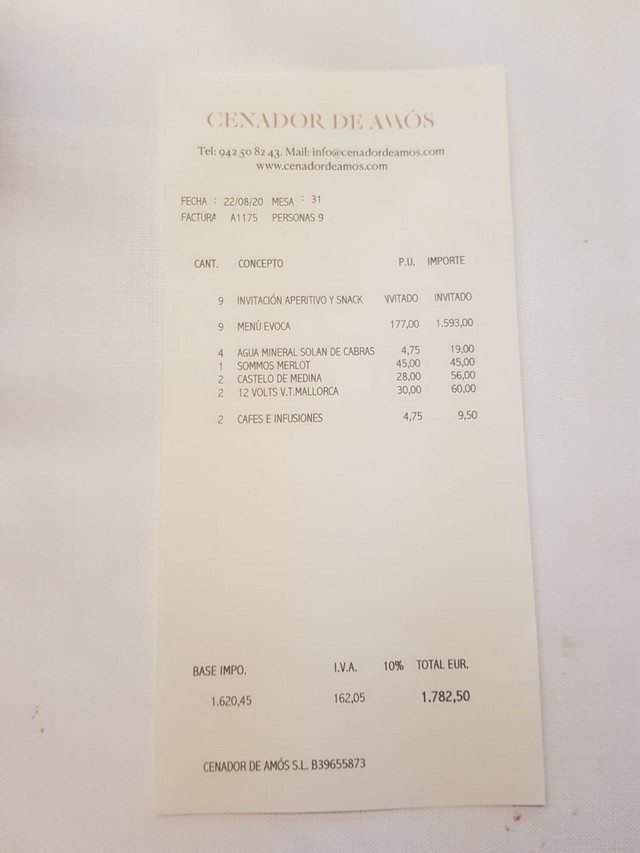 CENADOR DE AMÓS
Tel: 942 50 82 43. Mail: info@cenadordeamos.com
www.cenadordeamos.com
FECHA : 22/08/20 MESA : 31
FACTURA A1175 PERSONAS 9
CANT. CONCEPTO P.U. IMPORTE
9 INVITACIÓN APERITIVO Y SNACK VVITADO INVITADO
9 MENÚ EVOCA 177,00 1.593,00
4 AGUA MINERAL SOLAN DE CABRAS 4,75 19,00
1 SOMMOS MERLOT 45,00 45,00
2 CASTELO DE MEDINA 28,00 56,00
2 12 VOLTS V.T.MALLORCA 30,00 60,00
2 CAFES E INFUSIONES 4,75 9,50
BASE IMPO. I.V.A. 10% TOTAL EUR.
1.620,45 162,05 1.782,50
CENADOR DE AMÓS S.L. B39655873